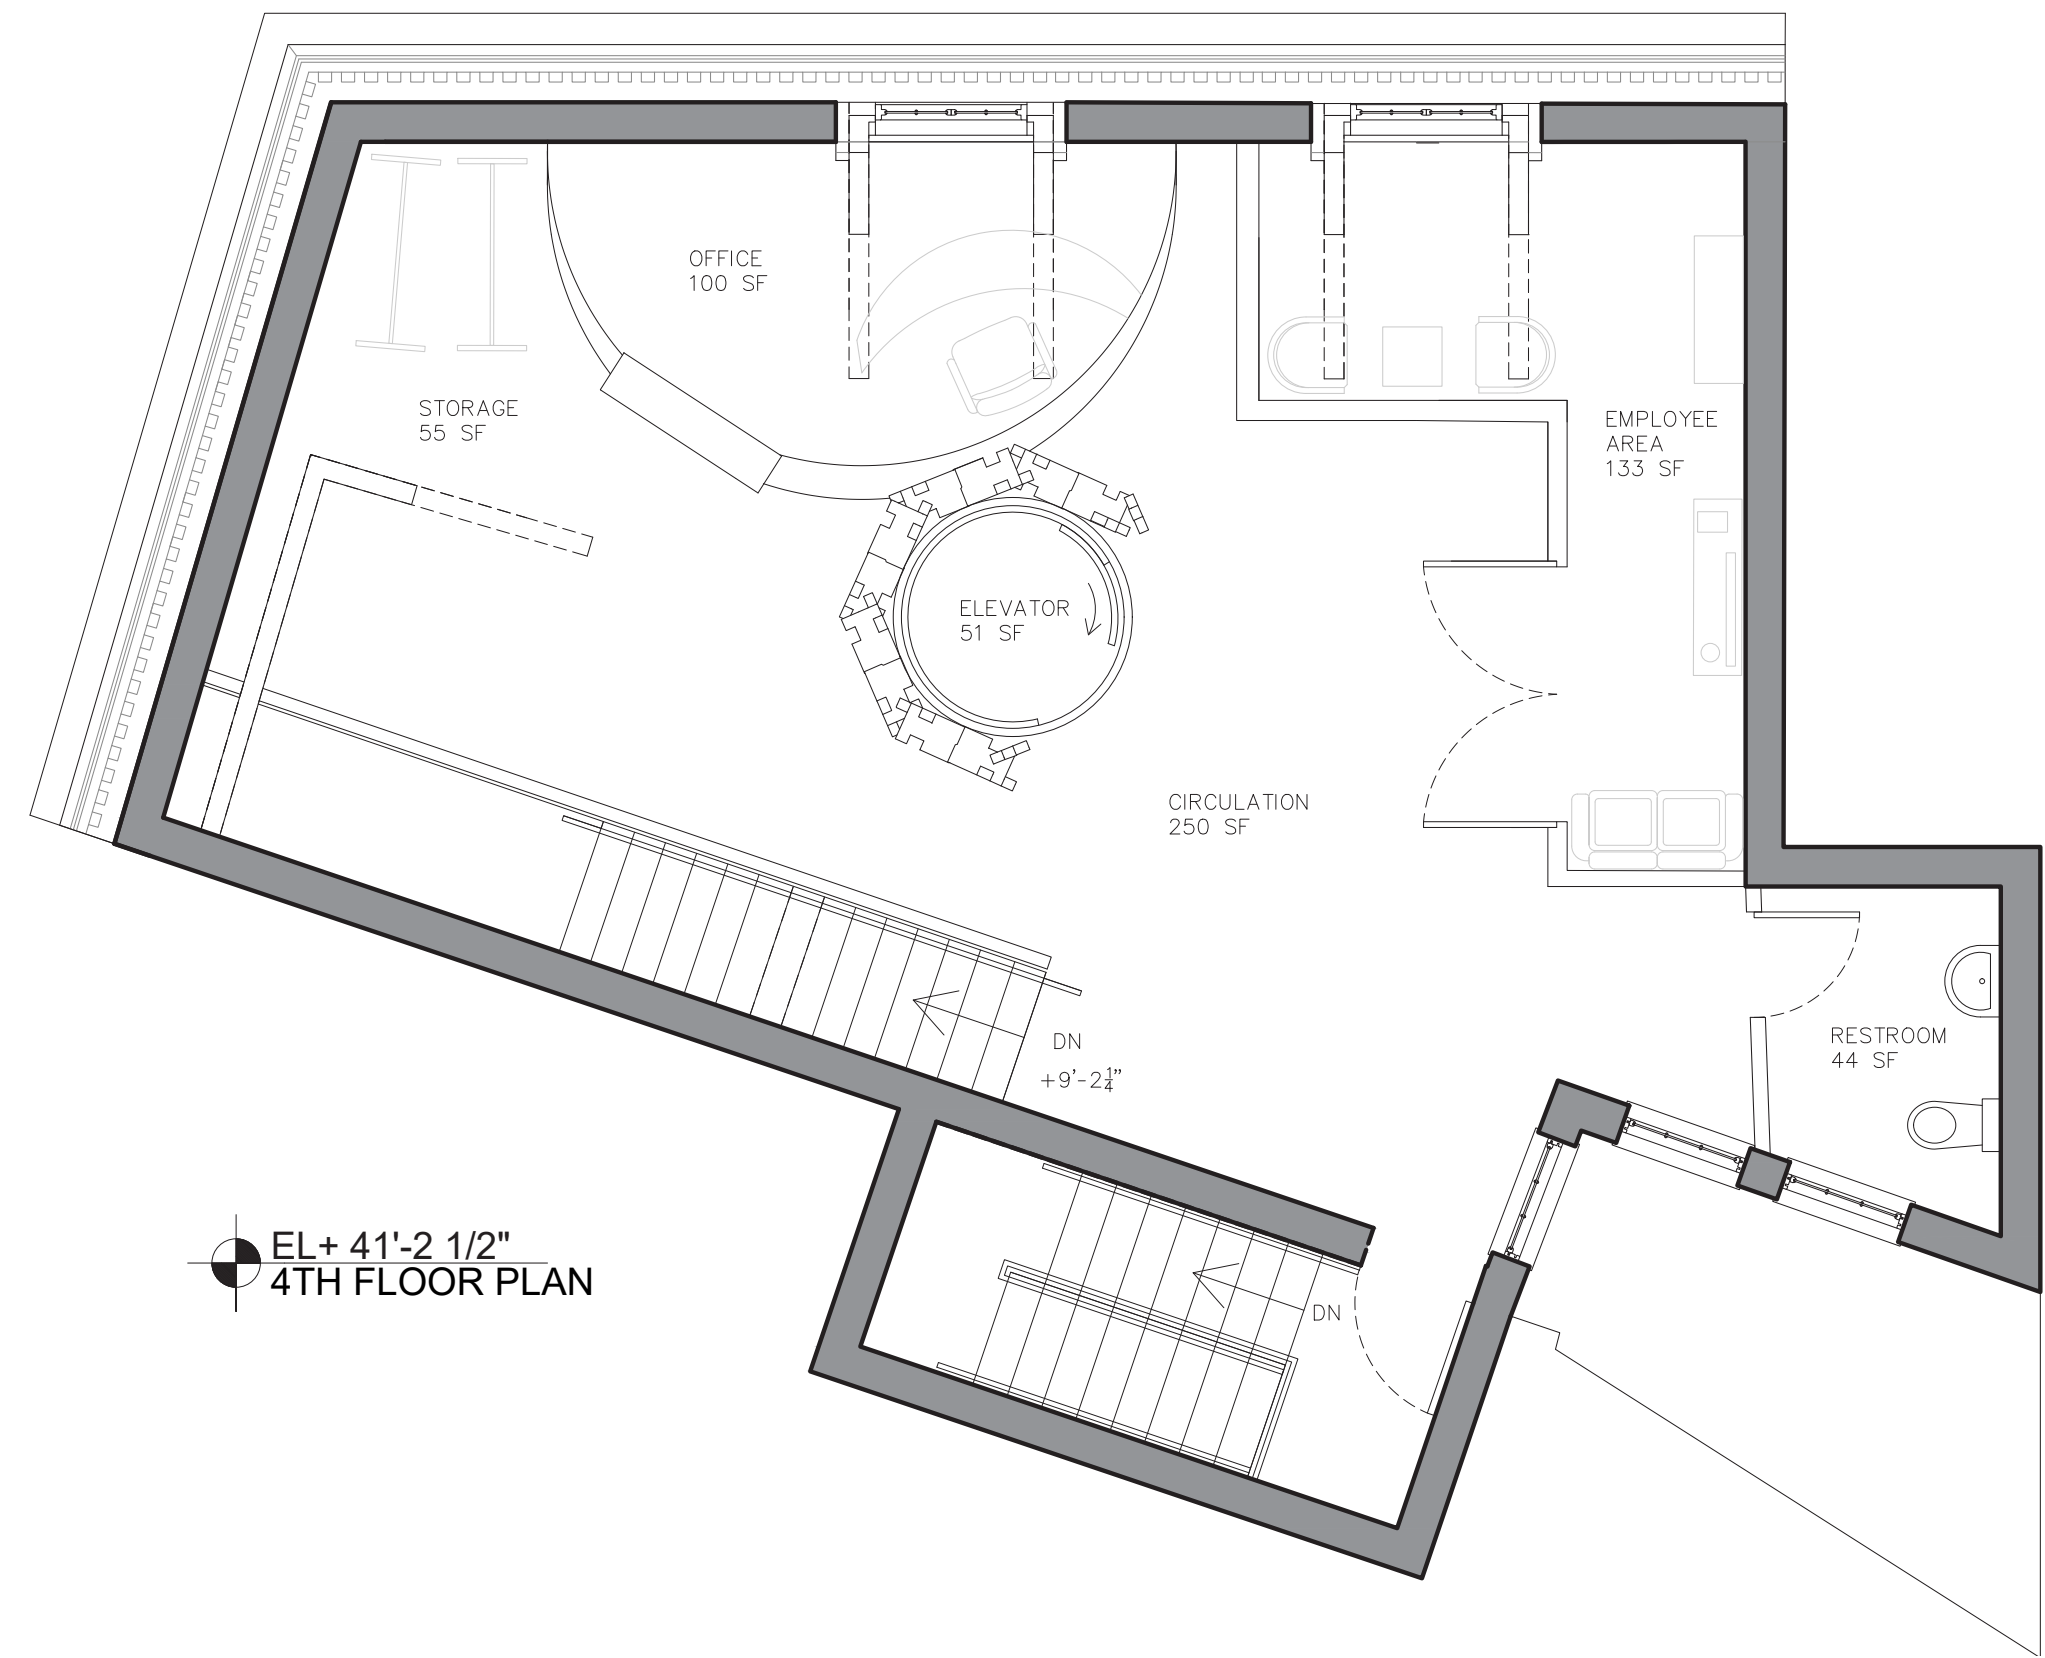 OFFICE
100 SF
STORAGE
55 SF
EMPLOYEE
AREA
133 SF
ELEVATOR
51 SF
CIRCULATION
250 SF
DN
+9'-2¼"
RESTROOM
44 SF
EL+ 41'-2 1/2"
4TH FLOOR PLAN
DN